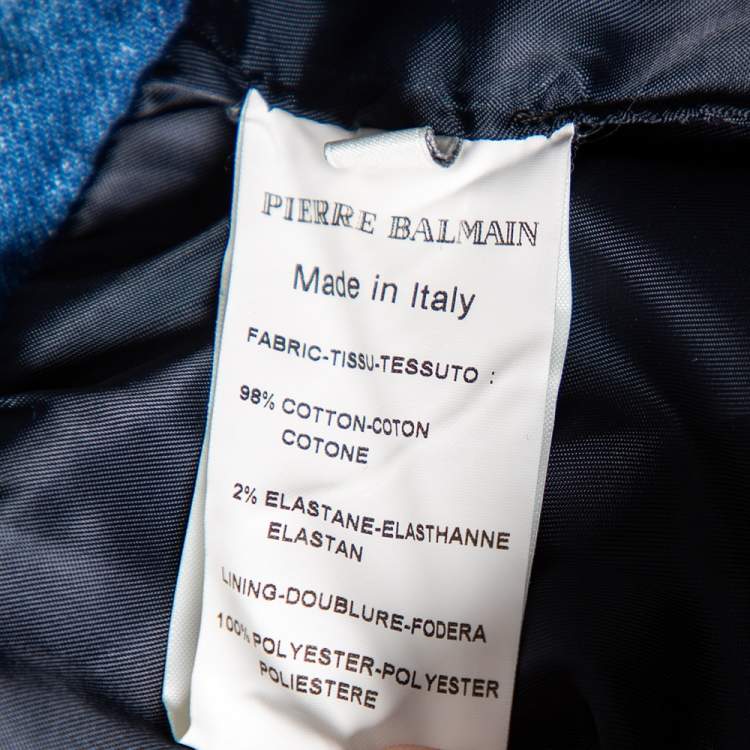 PIERRE BALMAIN
Made in Italy
FABRIC-TISSU-TESSUTO :
98% COTTON-COTON
COTONE
2% ELASTANE-ELASTHANNE
ELASTAN
LINING-DOUBLURE-FODERA
100% POLYESTER-POLYESTER
POLIESTERE